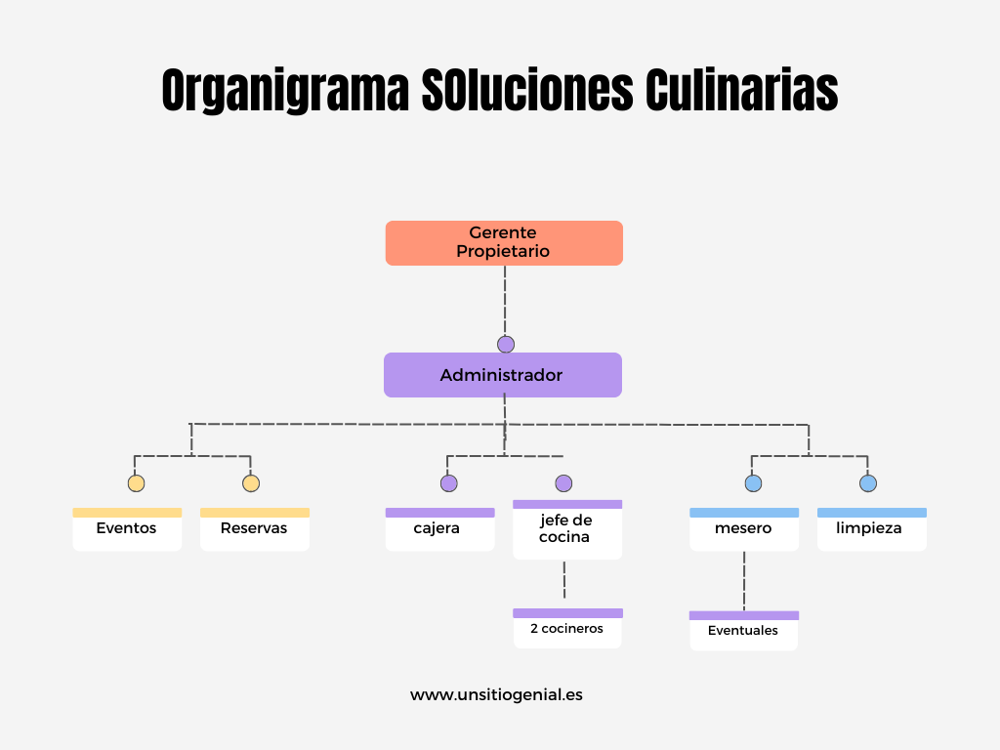 Organigrama SOluciones Culinarias
Gerente
Propietario
Administrador
Eventos
Reservas
cajera
jefe de
cocina
mesero
limpieza
2 cocineros
Eventuales
www.unsitiogenial.es